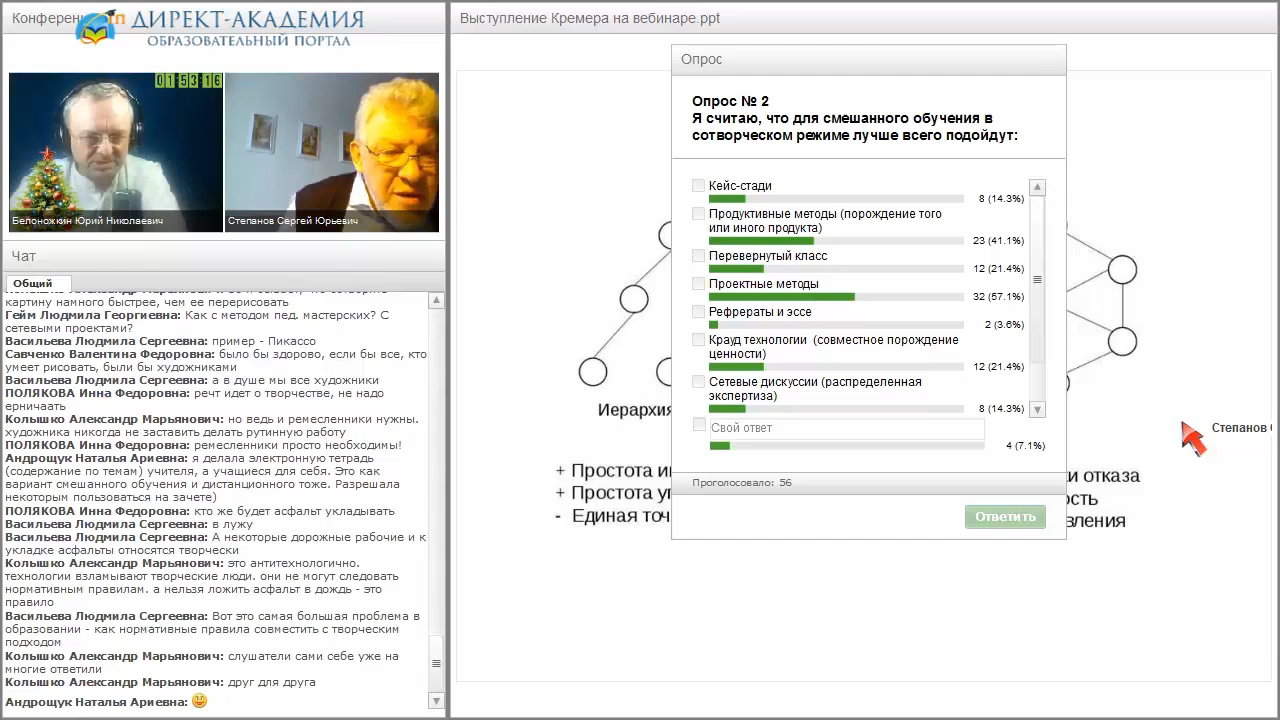 Конферен
ДИРЕКТ-АКАДЕМИЯ
ОБРАЗОВАТЕЛЬНЫЙ ПОРТАЛ
01:53:16
Белоножкин Юрий Николаевич
Степанов Сергей Юрьевич
Чат
Общий
картину намного быстрее, чем ее перерисовать
Гейм Людмила Георгиевна: Как с методом пед. мастерских? С
сетевыми проектами?
Васильева Людмила Сергеевна: пример - Пикассо
Савченко Валентина Федоровна: было бы здорово, если бы все, кто
умеет рисовать, были бы художниками
Васильева Людмила Сергеевна: а в душе мы все художники
ПОЛЯКОВА Инна Федоровна: речт идет о творчестве, не надо
ерничаать
Колышко Александр Марьянович: но ведь и ремесленники нужны.
художника никогда не заставить делать рутинную работу
ПОЛЯКОВА Инна Федоровна: ремесленники просто необходимы!
Андрощук Наталья Ариевна: я делала электронную тетрадь
(содержание по темам) учителя, а учащиеся для себя. Это как
вариант смешанного обучения и дистанционного тоже. Разрешала
некоторым пользоваться на зачете)
ПОЛЯКОВА Инна Федоровна: кто же будет асфальт укладывать
Васильева Людмила Сергеевна: в лужу
Васильева Людмила Сергеевна: А некоторые дорожные рабочие и к
укладке асфальты относятся творчески
Колышко Александр Марьянович: это антитехнологично.
технологии взламывают творческие люди. они не могут следовать
нормативным правилам. а нельзя ложить асфальт в дождь - это
правило
Васильева Людмила Сергеевна: Вот это самая большая проблема в
образовании - как нормативные правила совместить с творческим
подходом
Колышко Александр Марьянович: слушатели сами себе уже на
многие ответили
Колышко Александр Марьянович: друг для друга
Андрощук Наталья Ариевна:
Выступление Кремера на вебинаре.ppt
Опрос
Опрос № 2
Я считаю, что для смешанного обучения в
сотворческом режиме лучше всего подойдут:
Кейс-стади
8 (14.3%)
Продуктивные методы (порождение того
или иного продукта)
23 (41.1%)
Перевернутый класс
12 (21.4%)
Проектные методы
32 (57.1%)
Рефрераты и эссе
2 (3.6%)
Крауд технологии (совместное порождение
ценности)
12 (21.4%)
Сетевые дискуссии (распределенная
экспертиза)
8 (14.3%)
Свой ответ
4 (7.1%)
Проголосовало: 56
Ответить
Иерархия
Степанов
+ Простота
+ Простота
- Единая
отказа